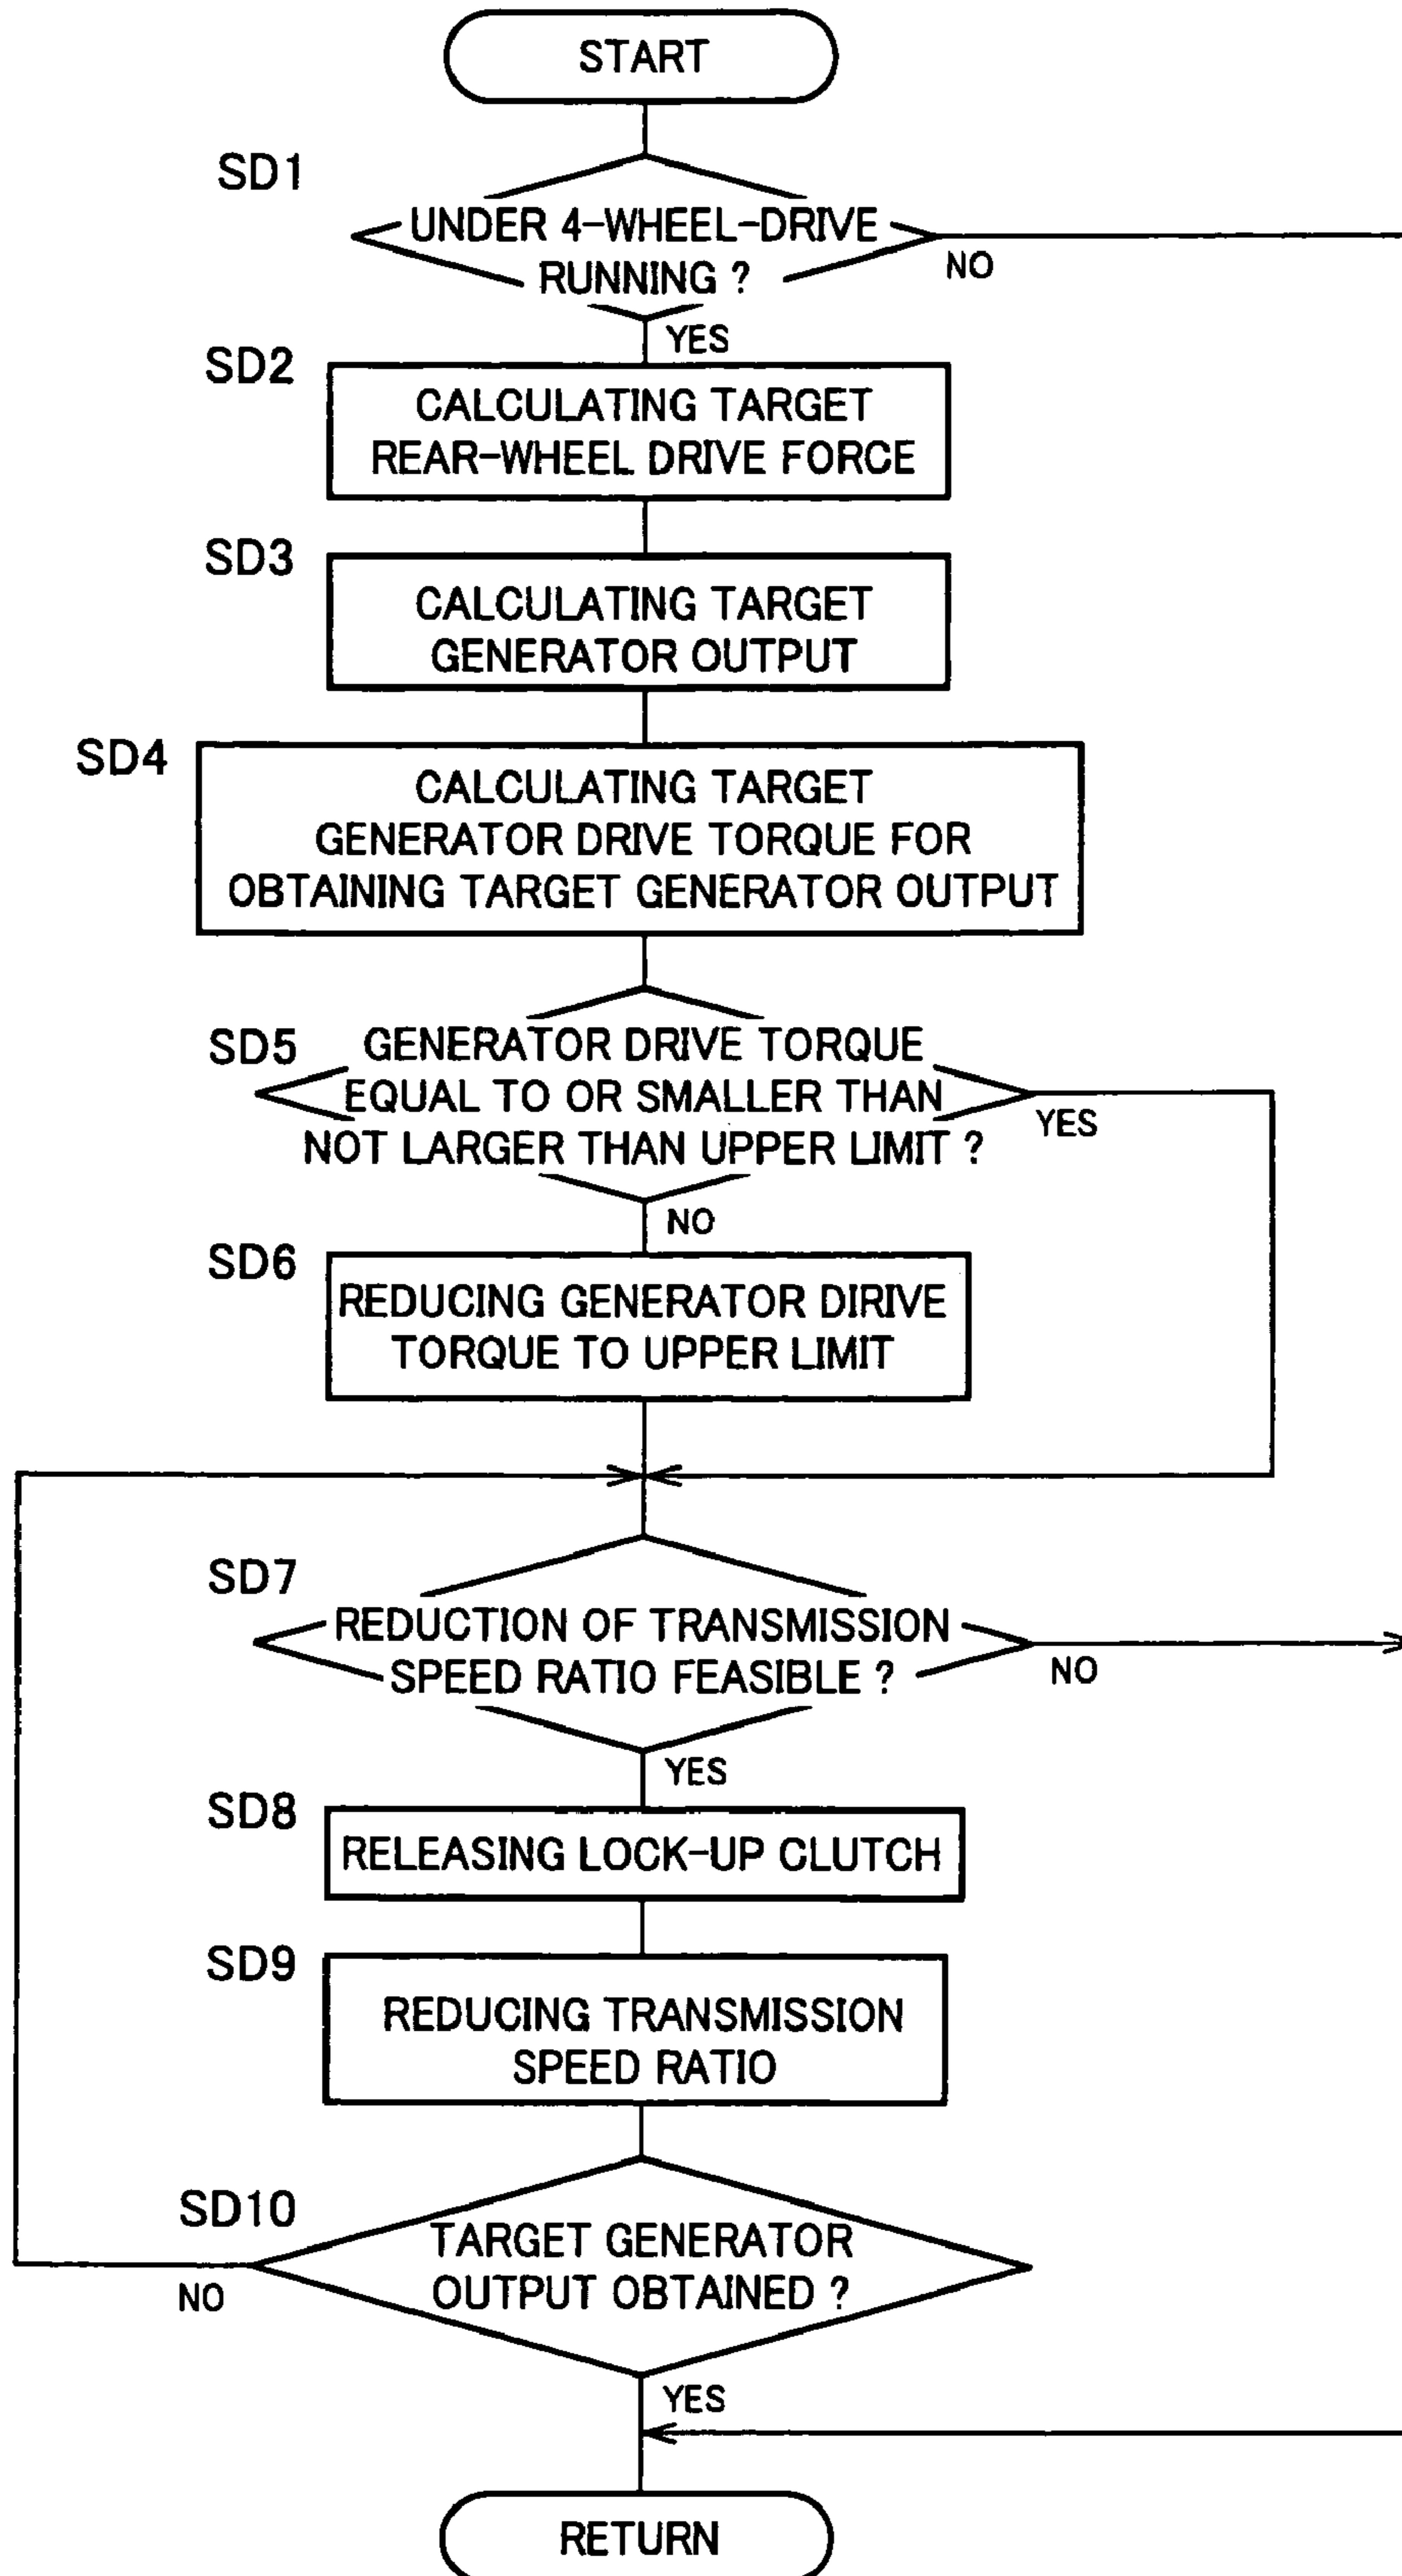 START
SD1
UNDER 4-WHEEL-DRIVE
RUNNING ?
NO
YES
SD2
CALCULATING TARGET
REAR-WHEEL DRIVE FORCE
SD3
CALCULATING TARGET
GENERATOR OUTPUT
SD4
CALCULATING TARGET
GENERATOR DRIVE TORQUE FOR
OBTAINING TARGET GENERATOR OUTPUT
SD5
GENERATOR DRIVE TORQUE
EQUAL TO OR SMALLER THAN
NOT LARGER THAN UPPER LIMIT ?
YES
NO
SD6
REDUCING GENERATOR DIRIVE
TORQUE TO UPPER LIMIT
SD7
REDUCTION OF TRANSMISSION
SPEED RATIO FEASIBLE ?
NO
YES
SD8
RELEASING LOCK-UP CLUTCH
SD9
REDUCING TRANSMISSION
SPEED RATIO
SD10
TARGET GENERATOR
OUTPUT OBTAINED ?
NO
YES
RETURN